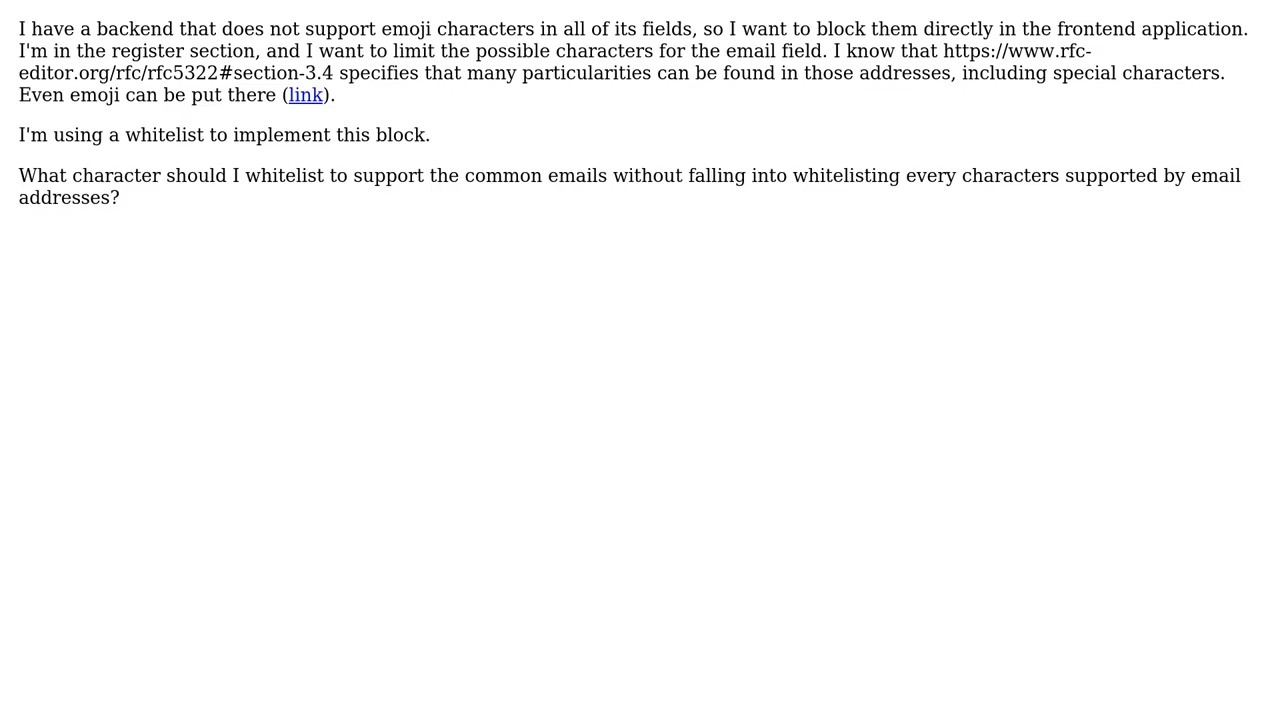 I have a backend that does not support emoji characters in all of its fields, so I want to block them directly in the frontend application.
I'm in the register section, and I want to limit the possible characters for the email field. I know that https://www.rfc-
editor.org/rfc/rfc5322#section-3.4 specifies that many particularities can be found in those addresses, including special characters.
Even emoji can be put there (link).
I'm using a whitelist to implement this block.
What character should I whitelist to support the common emails without falling into whitelisting every characters supported by email
addresses?